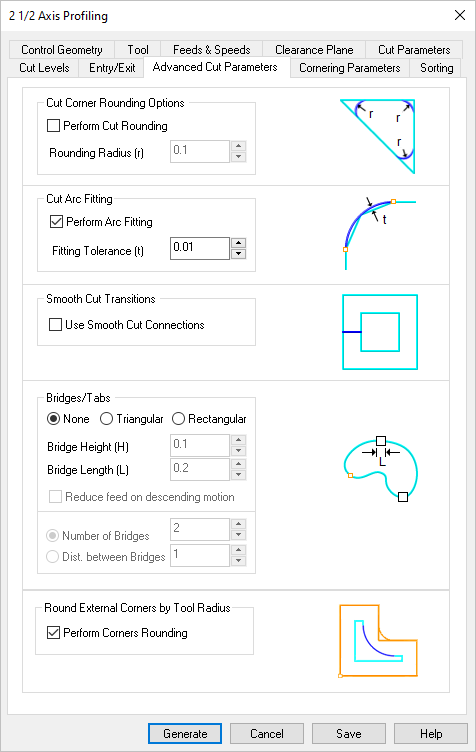 2 1/2 Axis Profiling
Control Geometry Tool Feeds & Speeds Clearance Plane Cut Parameters
Cut Levels Entry/Exit Advanced Cut Parameters Cornering Parameters Sorting
Cut Corner Rounding Options
Perform Cut Rounding
Rounding Radius (r) 0.1
r
r
r
Cut Arc Fitting
Perform Arc Fitting
Fitting Tolerance (t) 0.01
t
Smooth Cut Transitions
Use Smooth Cut Connections
Bridges/Tabs
None Triangular Rectangular
Bridge Height (H) 0.1
Bridge Length (L) 0.2
L
Reduce feed on descending motion
Number of Bridges 2
Dist. between Bridges 1
Round External Corners by Tool Radius
Perform Corners Rounding
Generate Cancel Save Help